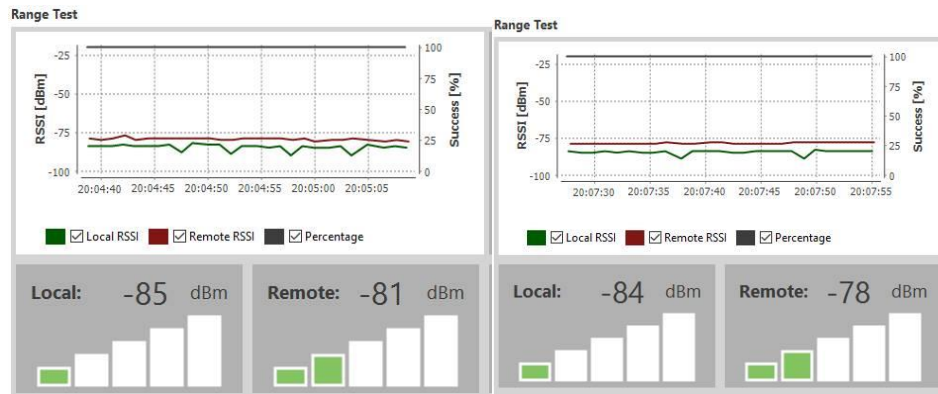 Range Test
-25
-50
-75
-100
RSSI [dBm]
100
75
50
25
0
Success [%]
20:04:40 20:04:45 20:04:50 20:04:55 20:05:00 20:05:05
Local RSSI Remote RSSI Percentage
Local: -85 dBm
Remote: -81 dBm
Range Test
-25
-50
-75
-100
RSSI [dBm]
100
75
50
25
0
Success [%]
20:07:30 20:07:35 20:07:40 20:07:45 20:07:50 20:07:55
Local RSSI Remote RSSI Percentage
Local: -84 dBm
Remote: -78 dBm